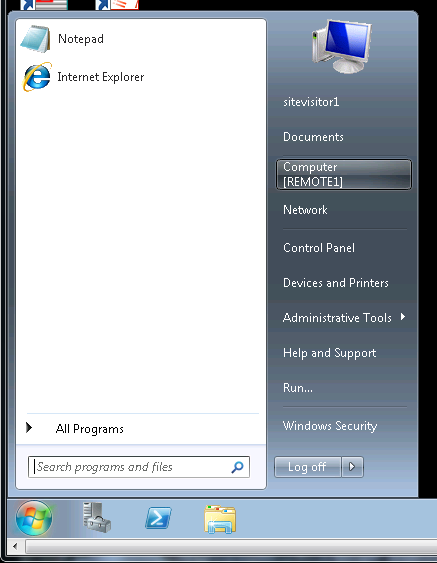 Notepad
Internet Explorer
All Programs
Search programs and files
sitevisitor1
Documents
Computer
[REMOTE1]
Network
Control Panel
Devices and Printers
Administrative Tools
Help and Support
Run...
Windows Security
Log off